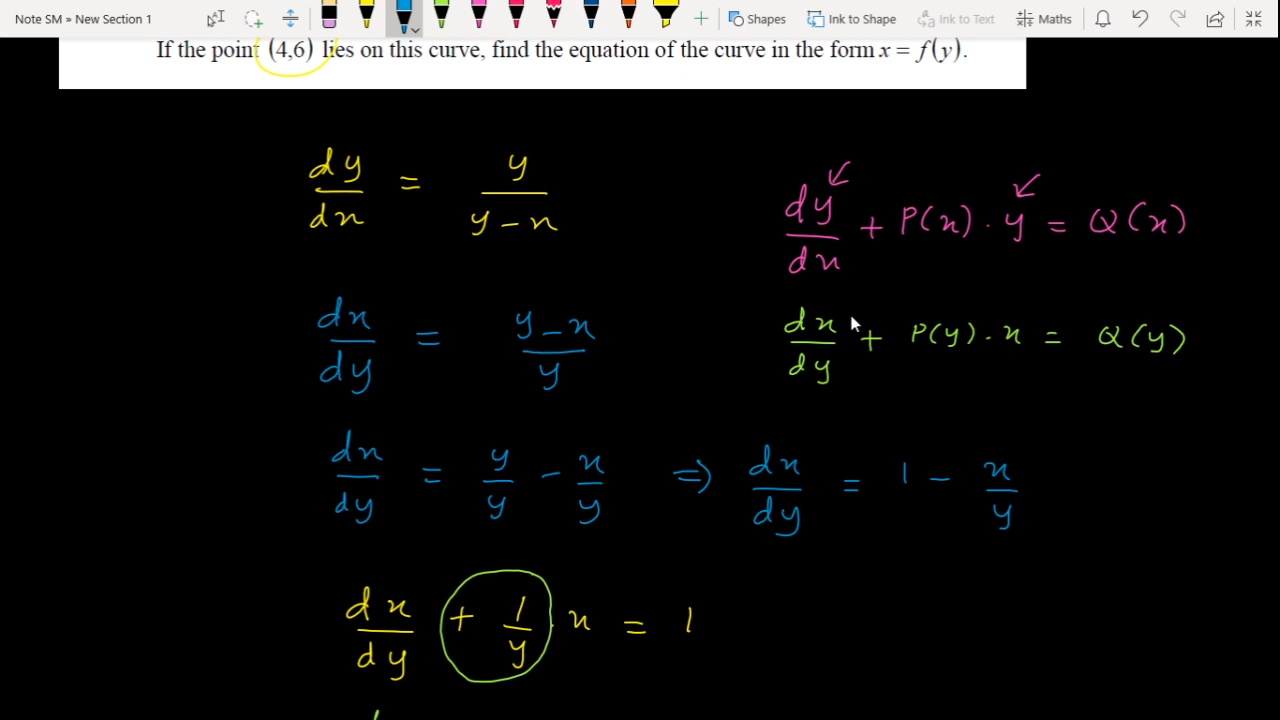 Note SM » New Section 1 Shapes Ink to Shape Ink to Text Maths
If the point (4,6) lies on this curve, find the equation of the curve in the form x = f(y).
dy/dx = y/(y-x)
dy/dx + P(x) · y = Q(x)
dx/dy = (y-x)/y
dx/dy + P(y) · x = Q(y)
dx/dy = y/y - x/y => dx/dy = 1 - x/y
dx/dy + 1/y · x = 1